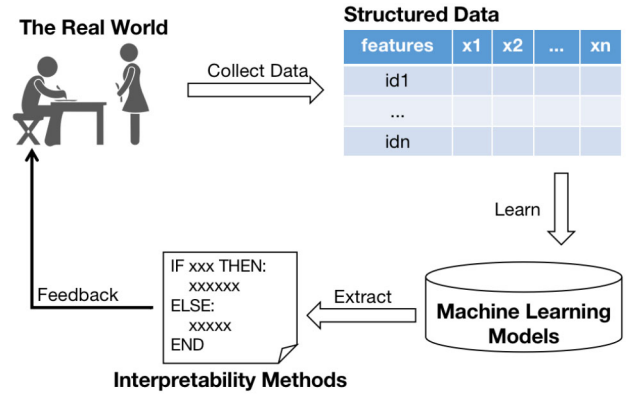 The Real World
Collect Data
Structured Data
features x1 x2 ... xn
id1
...
idn
Learn
Machine Learning
Models
Extract
IF xxx THEN:
xxxxxx
ELSE:
xxxxx
END
Interpretability Methods
Feedback